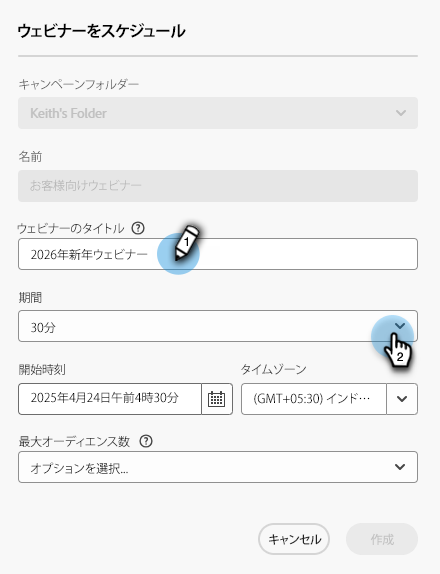 ウェビナーをスケジュール
キャンペーンフォルダー
Keith's Folder
名前
お客様向けウェビナー
ウェビナーのタイトル ?
2026年新年ウェビナー
1
期間
30分
2
開始時刻 タイムゾーン
2025年4月24日午前4時30分 (GMT+05:30) インド…
最大オーディエンス数 ?
オプションを選択...
キャンセル 作成